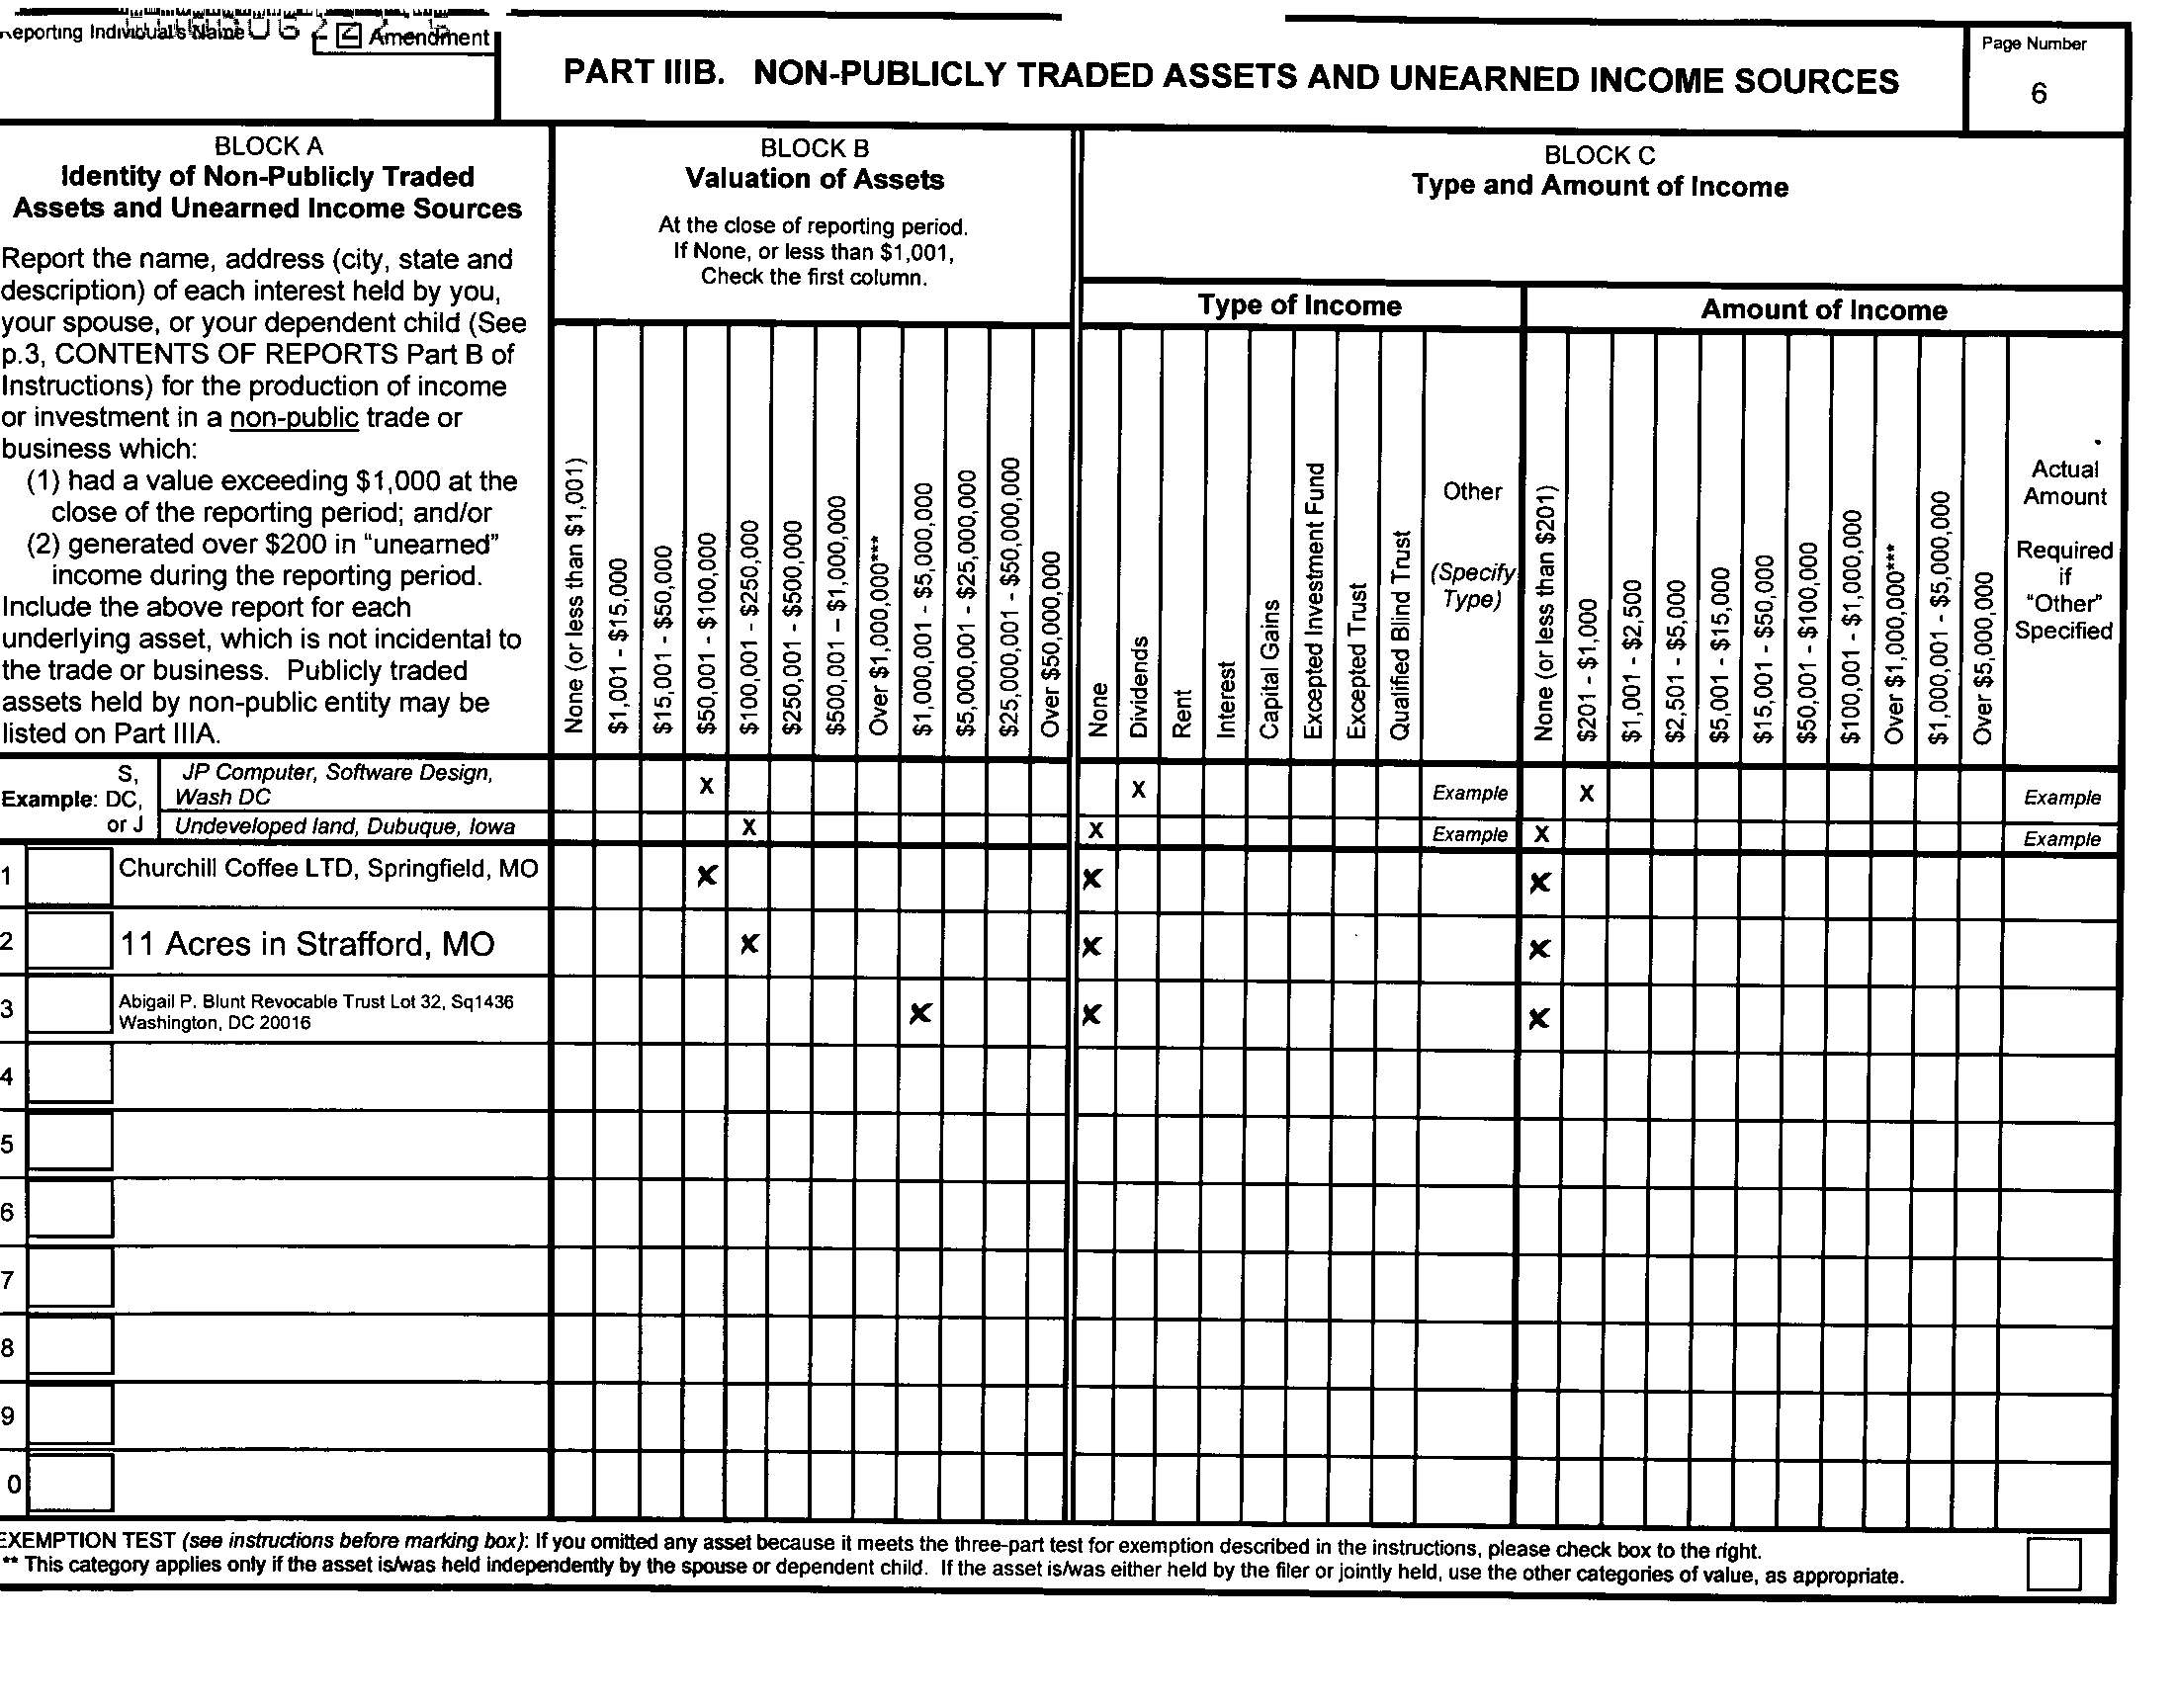 eporting Individual's Name
Amendment
PART IIIB. NON-PUBLICLY TRADED ASSETS AND UNEARNED INCOME SOURCES
Page Number
6
BLOCK A
Identity of Non-Publicly Traded
Assets and Unearned Income Sources
Report the name, address (city, state and
description) of each interest held by you,
your spouse, or your dependent child (See
p.3, CONTENTS OF REPORTS Part B of
Instructions) for the production of income
or investment in a non-public trade or
business which:
(1) had a value exceeding $1,000 at the
close of the reporting period; and/or
(2) generated over $200 in "unearned"
income during the reporting period.
Include the above report for each
underlying asset, which is not incidental to
the trade or business. Publicly traded
assets held by non-public entity may be
listed on Part IIIA.
BLOCK B
Valuation of Assets
At the close of reporting period.
If None, or less than $1,001,
Check the first column.
None (or less than $1,001)
$1,001 - $15,000
$15,001 - $50,000
$50,001 - $100,000
$100,001 - $250,000
$250,001 - $500,000
$500,001 – $1,000,000
Over $1,000,000***
$1,000,001 - $5,000,000
$5,000,001 - $25,000,000
$25,000,001 - $50,000,000
Over $50,000,000
BLOCK C
Type and Amount of Income
Type of Income
None
Dividends
Rent
Interest
Capital Gains
Excepted Investment Fund
Excepted Trust
Qualified Blind Trust
Other
(Specify
Type)
Amount of Income
None (or less than $201)
$201 - $1,000
$1,001 - $2,500
$2,501 - $5,000
$5,001 - $15,000
$15,001 - $50,000
$50,001 - $100,000
$100,001 - $1,000,000
Over $1,000,000***
$1,000,001 - $5,000,000
Over $5,000,000
Actual
Amount
Required
if
"Other"
Specified
Example: S, DC, or J
JP Computer, Software Design,
Wash DC
X X Example X Example
Undeveloped land, Dubuque, Iowa X X Example X Example
1 Churchill Coffee LTD, Springfield, MO X X X
2 11 Acres in Strafford, MO X X X
3 Abigail P. Blunt Revocable Trust Lot 32, Sq1436
Washington, DC 20016 X X X
4
5
6
7
8
9
0
EXEMPTION TEST (see instructions before marking box): If you omitted any asset because it meets the three-part test for exemption described in the instructions, please check box to the right.
** This category applies only if the asset is/was held independently by the spouse or dependent child. If the asset is/was either held by the filer or jointly held, use the other categories of value, as appropriate.